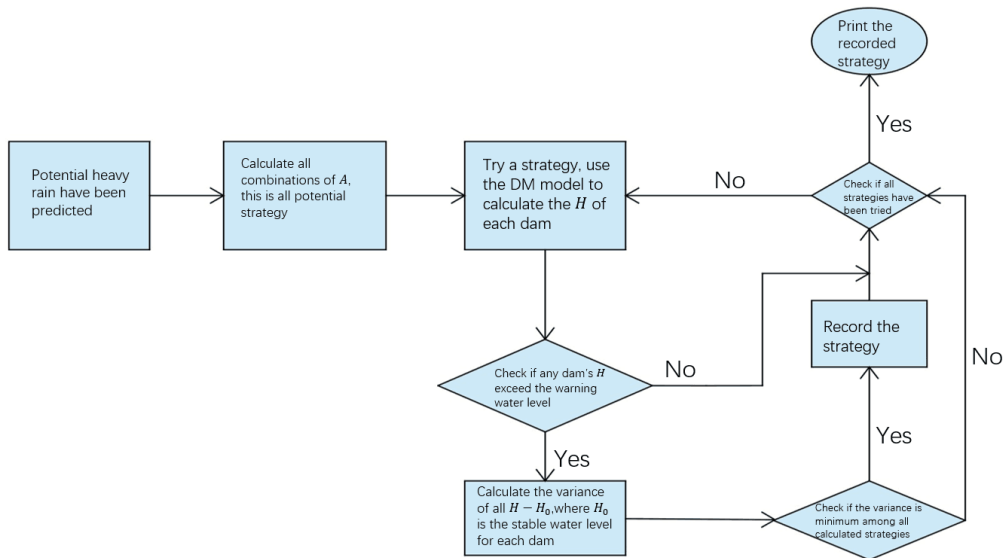 Print the
recorded
strategy
Yes
Potential heavy
rain have been
predicted
Calculate all
combinations of A,
this is all potential
strategy
Try a strategy, use
the DM model to
calculate the H of
each dam
No
Check if all
strategies have
been tried
Record the
strategy
No
Check if any dam's H
exceed the warning
water level
No
Yes
Yes
Calculate the variance
of all H − H₀,where H₀
is the stable water level
for each dam
Check if the variance is
minimum among all
calculated strategies